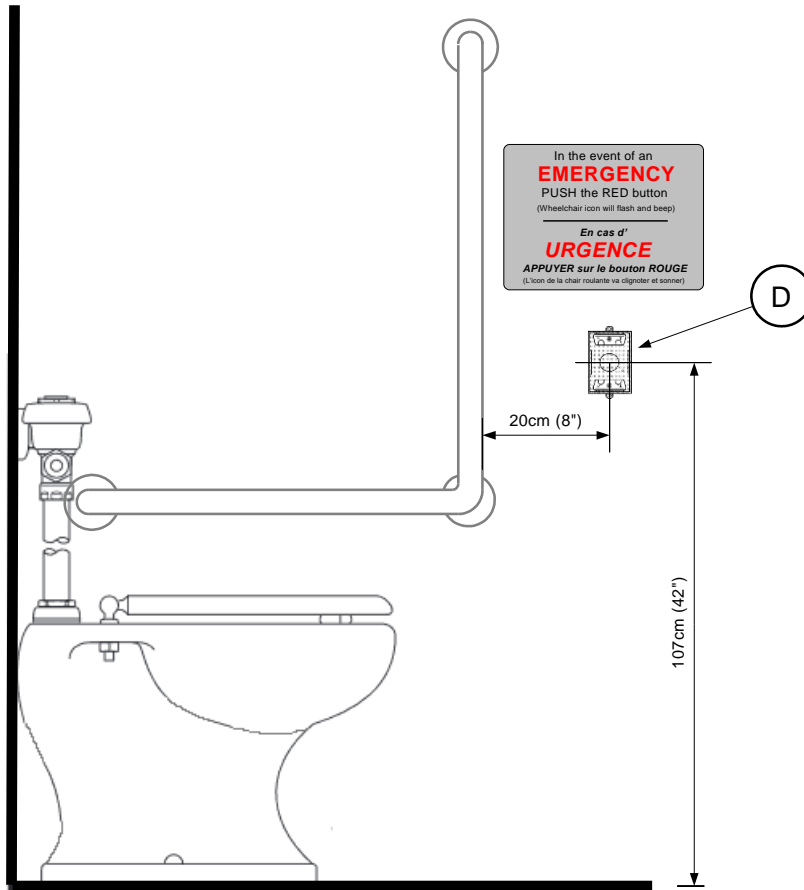 In the event of an
EMERGENCY
PUSH the RED button
(Wheelchair icon will flash and beep)
En cas d'
URGENCE
APPUYER sur le bouton ROUGE
(L'icon de la chair roulante va clignoter et sonner)
D
20cm (8")
107cm (42")